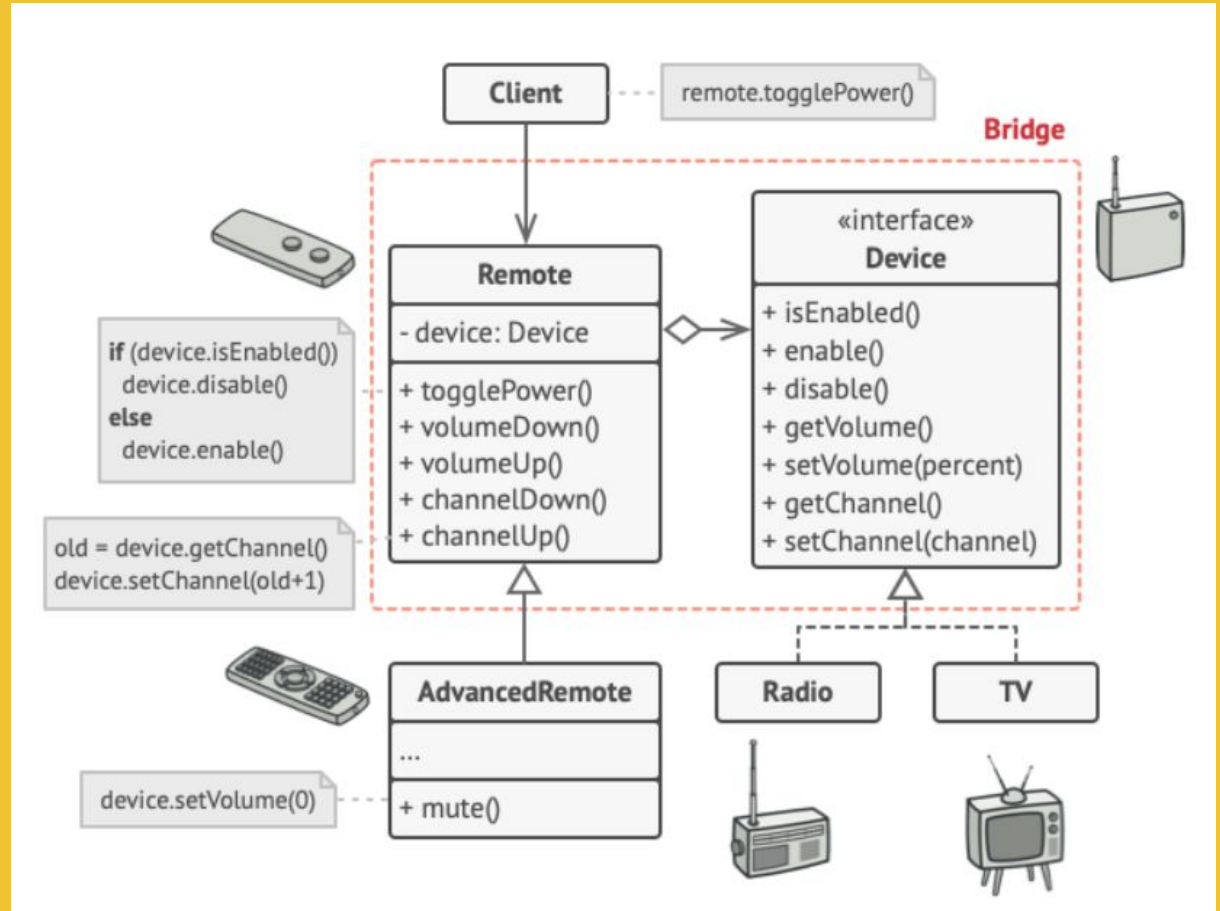 Client
remote.togglePower()
Bridge
«interface»
Device
+ isEnabled()
+ enable()
+ disable()
+ getVolume()
+ setVolume(percent)
+ getChannel()
+ setChannel(channel)
Remote
- device: Device
+ togglePower()
+ volumeDown()
+ volumeUp()
+ channelDown()
+ channelUp()
if (device.isEnabled())
device.disable()
else
device.enable()
old = device.getChannel()
device.setChannel(old+1)
AdvancedRemote
...
+ mute()
device.setVolume(0)
Radio
TV